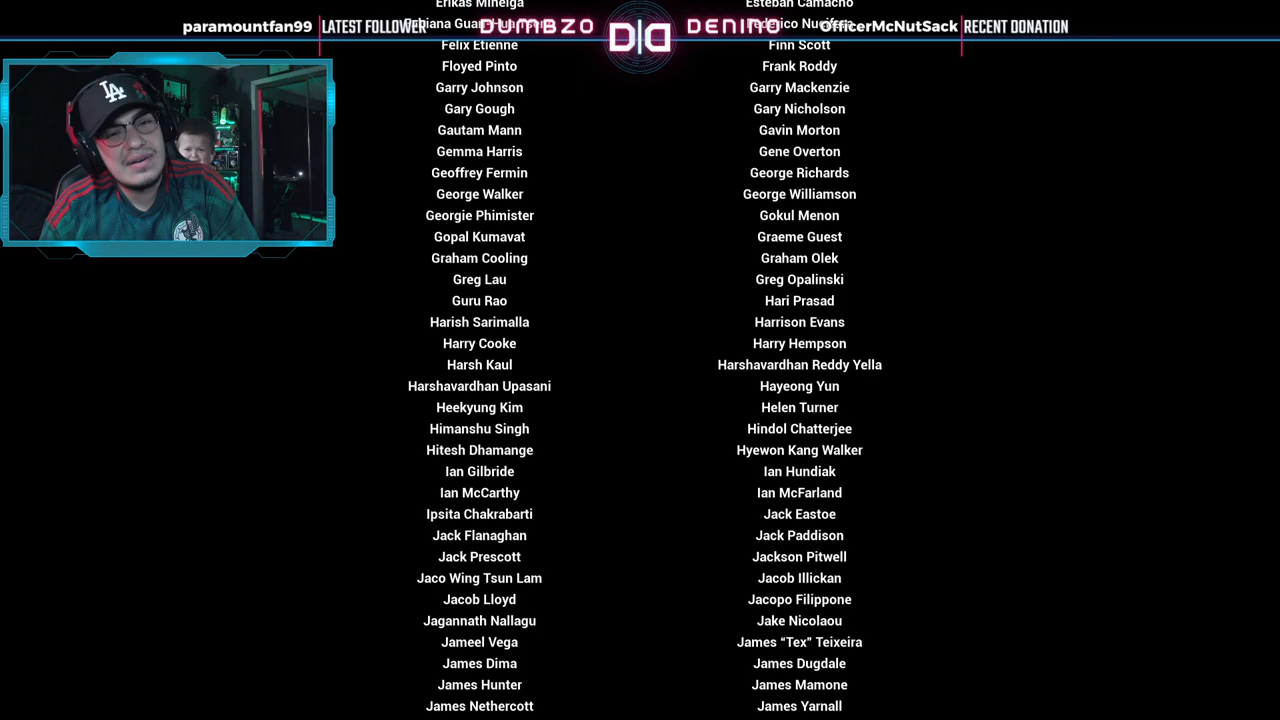 Erikas Mineiga Esteban Camacho
paramountfan99 LATEST FOLLOWER DUMBZO D|D DENINO OfficerMcNutSack RECENT DONATION
Felix Etienne Finn Scott
Floyed Pinto Frank Roddy
Garry Johnson Garry Mackenzie
Gary Gough Gary Nicholson
Gautam Mann Gavin Morton
Gemma Harris Gene Overton
Geoffrey Fermin George Richards
George Walker George Williamson
Georgie Phimister Gokul Menon
Gopal Kumavat Graeme Guest
Graham Cooling Graham Olek
Greg Lau Greg Opalinski
Guru Rao Hari Prasad
Harish Sarimalla Harrison Evans
Harry Cooke Harry Hempson
Harsh Kaul Harshavardhan Reddy Yella
Harshavardhan Upasani Hayeong Yun
Heekyung Kim Helen Turner
Himanshu Singh Hindol Chatterjee
Hitesh Dhamange Hyewon Kang Walker
Ian Gilbride Ian Hundiak
Ian McCarthy Ian McFarland
Ipsita Chakrabarti Jack Eastoe
Jack Flanaghan Jack Paddison
Jack Prescott Jackson Pitwell
Jaco Wing Tsun Lam Jacob Illickan
Jacob Lloyd Jacopo Filippone
Jagannath Nallagu Jake Nicolaou
Jameel Vega James “Tex” Teixeira
James Dima James Dugdale
James Hunter James Mamone
James Nethercott James Yarnall
LA